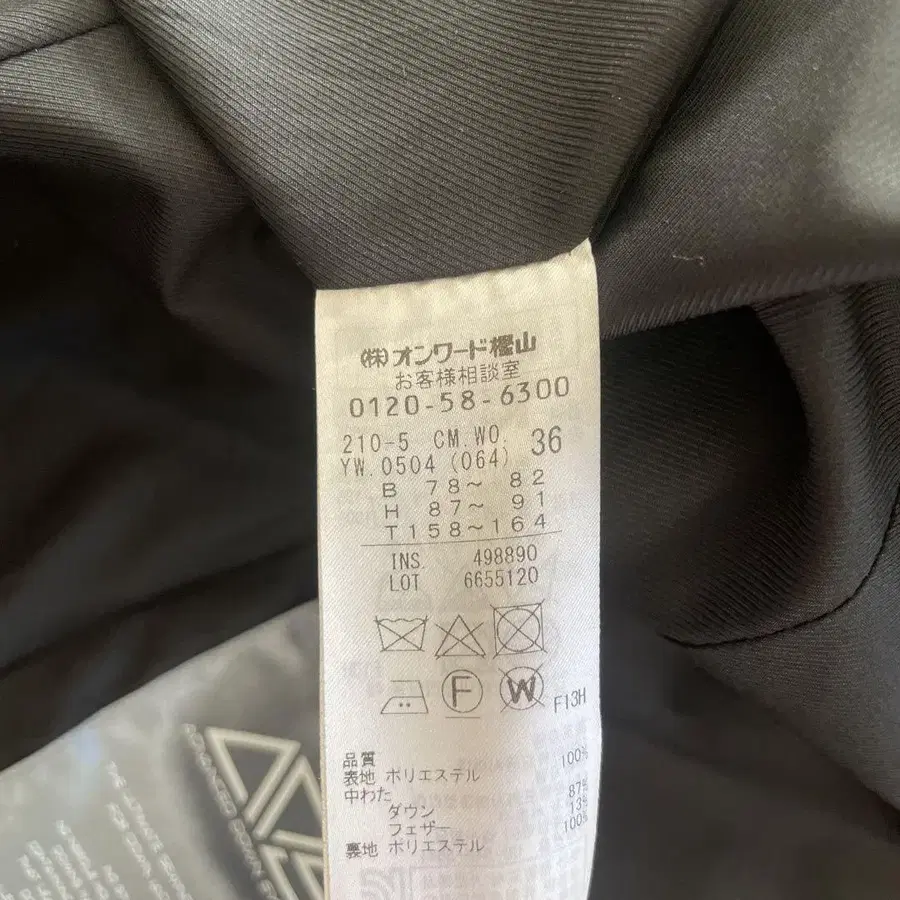 (株)オンワード樫山
お客様相談室
0120-58-6300
210-5 CM.WO. 36
YW.0504 (064)
B 78～ 82
H 87～ 91
T158～164
INS. 498890
LOT 6655120
F W F13H
品質
表地 ポリエステル 100%
中わた
ダウン 87%
フェザー 13%
裏地 ポリエステル 100%
ADVANCED DOWN